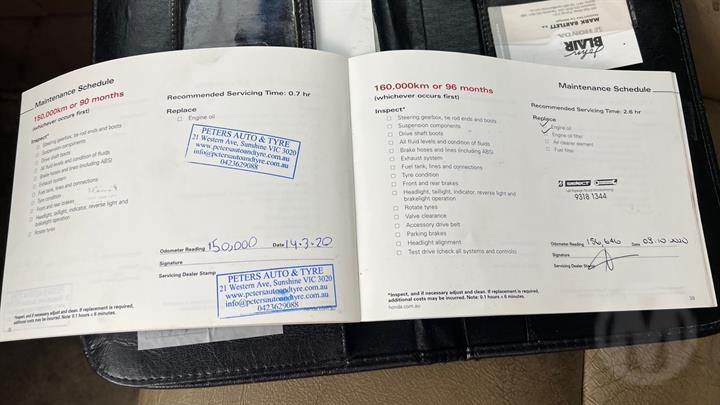 Maintenance Schedule
150,000km or 90 months
(whichever occurs first)
Inspect*
Steering gearbox, tie rod ends and boots
Suspension components
Drive shaft boots
All fluid levels and condition of fluids
Brake hoses and lines (including ABS)
Exhaust system
Fuel tank, lines and connections
Tyre condition
Front and rear brakes
Headlight, taillight, indicator, reverse light and
brakelight operation
Rotate tyres
Recommended Servicing Time: 0.7 hr
Replace
Engine oil
PETERS AUTO & TYRE
21 Western Ave, Sunshine VIC 3020
www.petersautoandtyre.com.au
info@petersautoandtyre.com.au
0423629088
Odometer Reading 150,000 Date 14-3-20
Signature
Servicing Dealer Stamp
PETERS AUTO & TYRE
21 Western Ave, Sunshine VIC 3020
www.petersautoandtyre.com.au
info@petersautoandtyre.com.au
0423629088
*Inspect, and if necessary adjust and clean. If replacement is required,
additional costs may be incurred. Note: 0.1 hours = 6 minutes.
160,000km or 96 months
(whichever occurs first)
Inspect*
Steering gearbox, tie rod ends and boots
Suspension components
Drive shaft boots
All fluid levels and condition of fluids
Brake hoses and lines (including ABS)
Exhaust system
Fuel tank, lines and connections
Tyre condition
Front and rear brakes
Headlight, taillight, indicator, reverse light and
brakelight operation
Rotate tyres
Valve clearance
Accessory drive belt
Parking brakes
Headlight alignment
Test drive (check all systems and controls)
*Inspect, and if necessary adjust and clean. If replacement is required,
additional costs may be incurred. Note: 0.1 hours = 6 minutes.
honda.com.au
Maintenance Schedule
Recommended Servicing Time: 2.6 hr
Replace
Engine oil
Engine oil filter
Air cleaner element
Fuel filter
SELECT
9318 1344
Odometer Reading 156,646 Date 03.10.2020
Signature
Servicing Dealer Stamp
33
MARK BARTLETT
HONDA
BLAIR
John
M